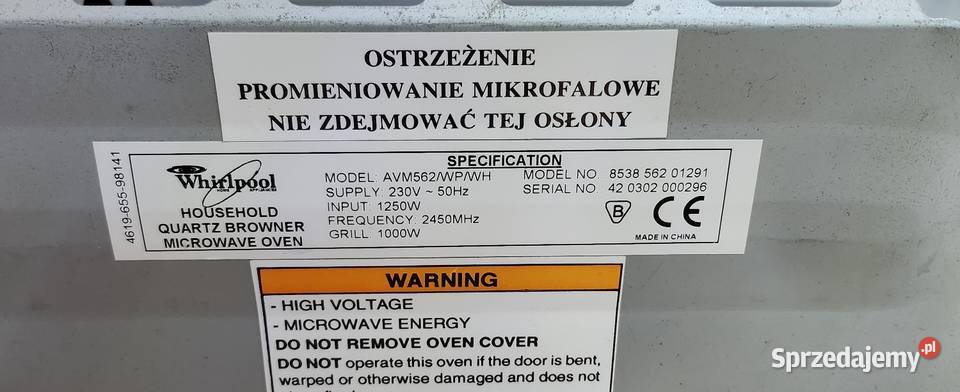 OSTRZEŻENIE
PROMIENIOWANIE MIKROFALOWE
NIE ZDEJMOWAĆ TEJ OSŁONY
4619-655-98141
Whirlpool
HOUSEHOLD
QUARTZ BROWNER
MICROWAVE OVEN
SPECIFICATION
MODEL: AVM562/WP/WH MODEL NO 8538 562 01291
SUPPLY: 230V ~ 50Hz SERIAL NO 42 0302 000296
INPUT: 1250W
FREQUENCY: 2450MHz
GRILL: 1000W
B CE
MADE IN CHINA
WARNING
- HIGH VOLTAGE
- MICROWAVE ENERGY
DO NOT REMOVE OVEN COVER
DO NOT operate this oven if the door is bent,
warped or otherwise damaged and does not
Sprzedajemy.pl